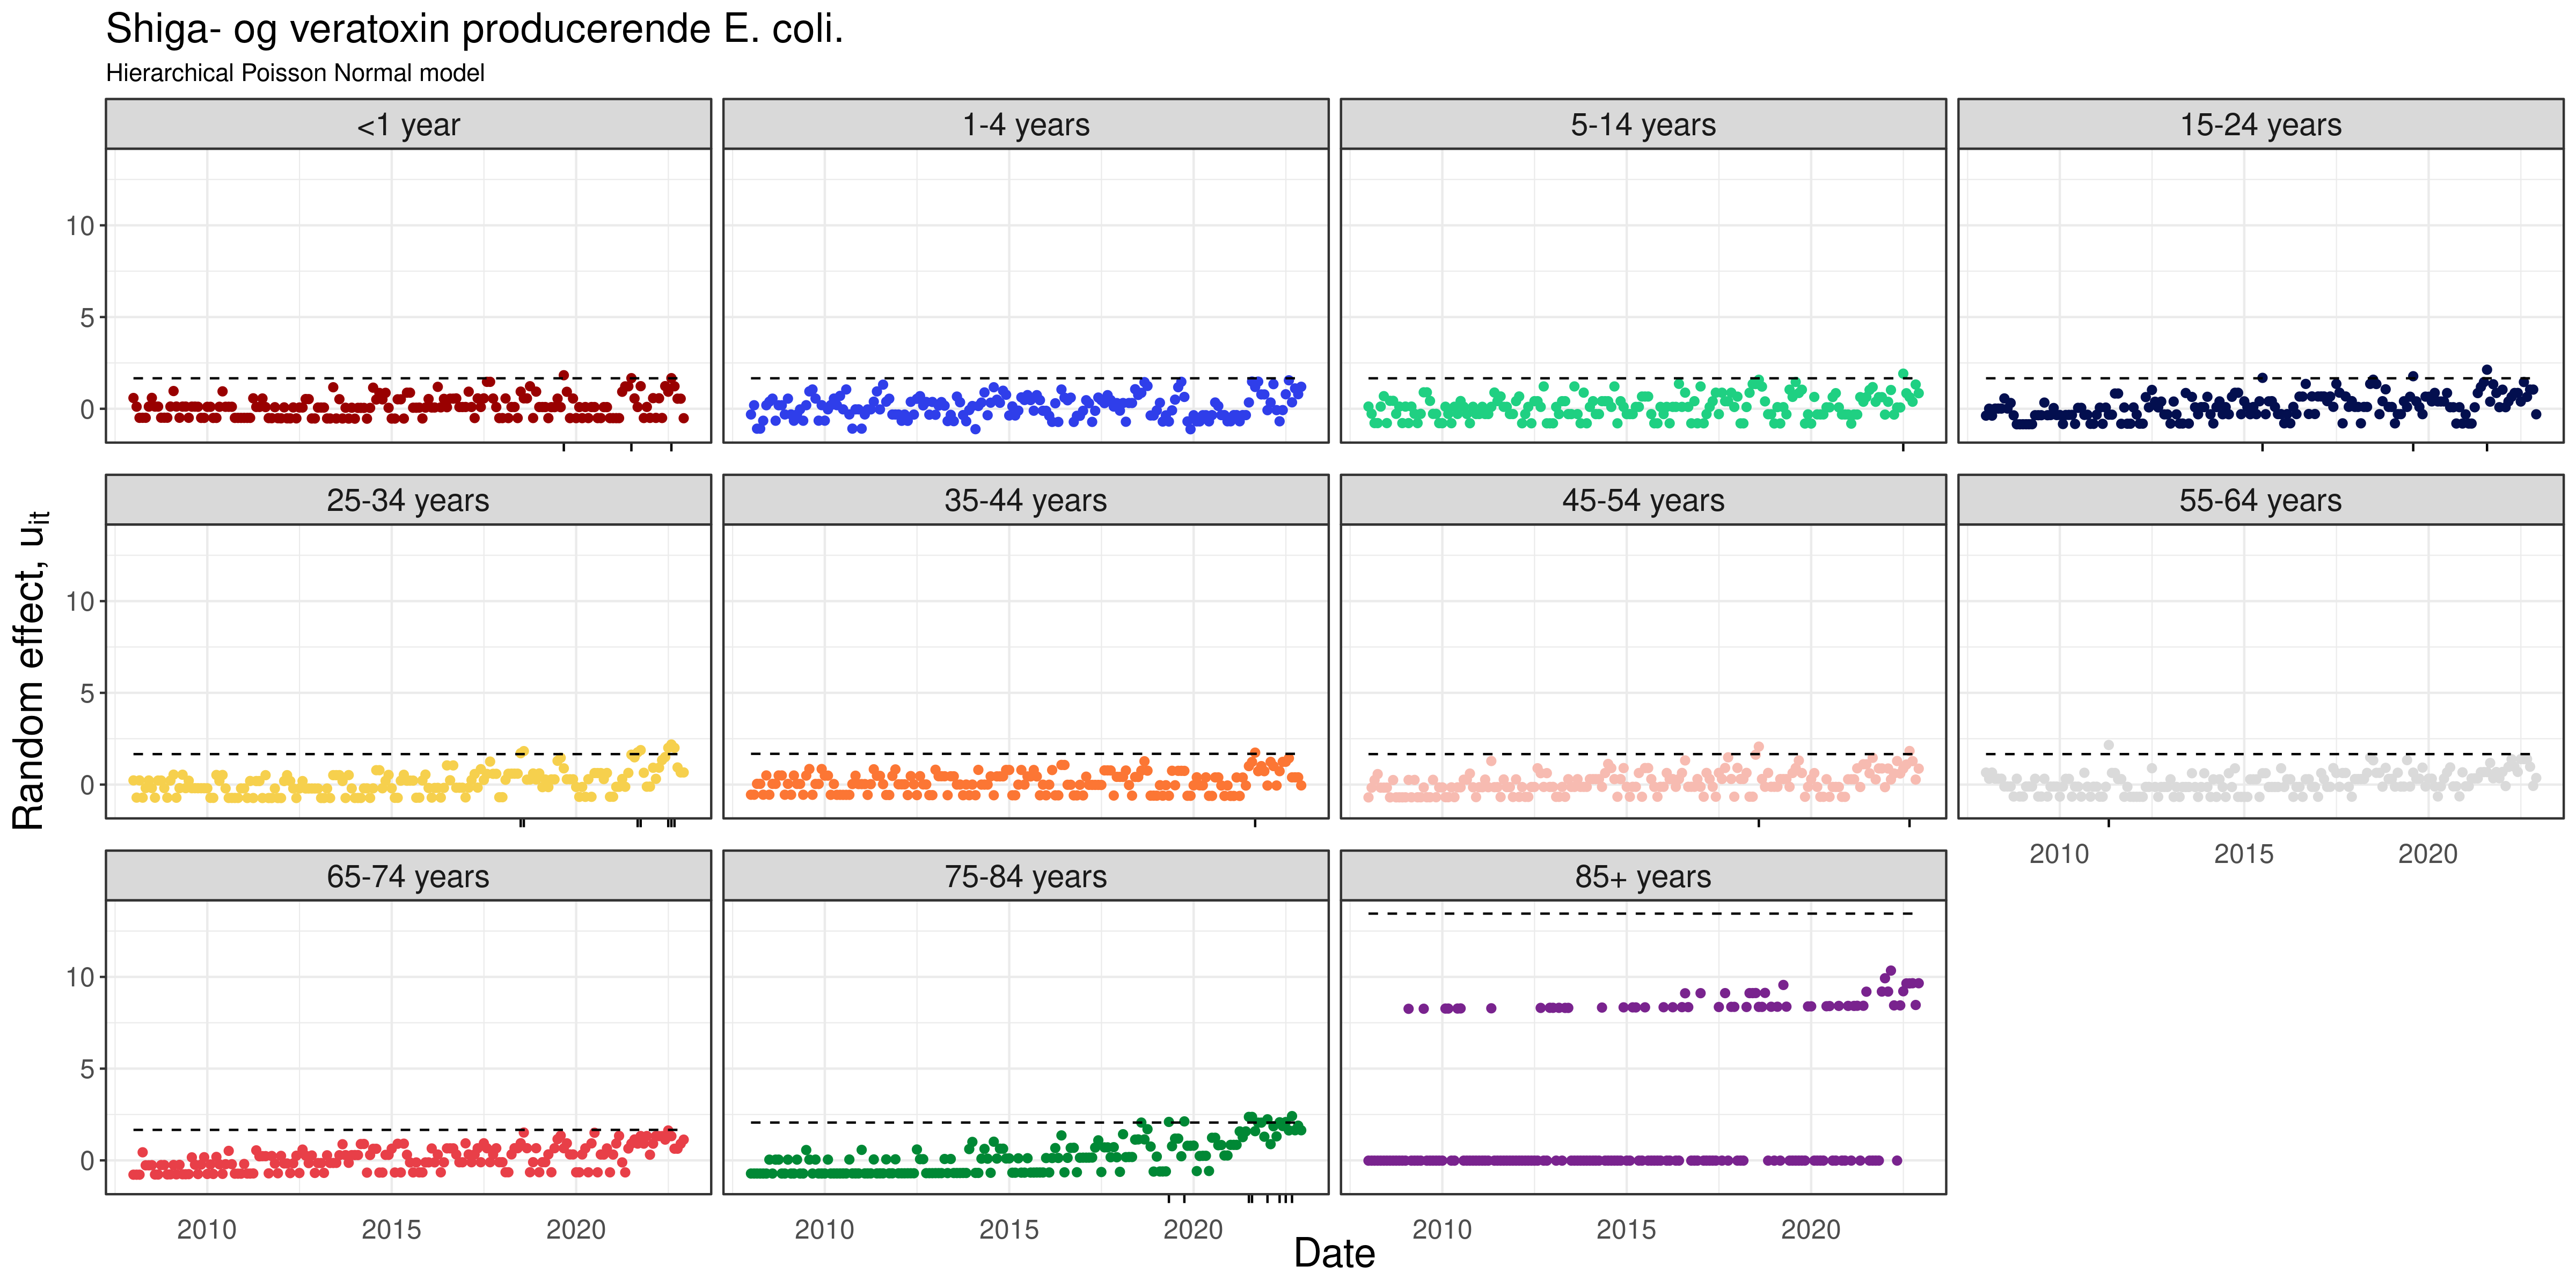 Shiga- og veratoxin producerende E. coli.
Hierarchical Poisson Normal model
<1 year
1-4 years
5-14 years
15-24 years
10
5
0
25-34 years
35-44 years
45-54 years
55-64 years
10
5
0
2010 2015 2020
65-74 years
75-84 years
85+ years
10
5
0
2010 2015 2020
2010 2015 2020
2010 2015 2020
Random effect, u_it
Date